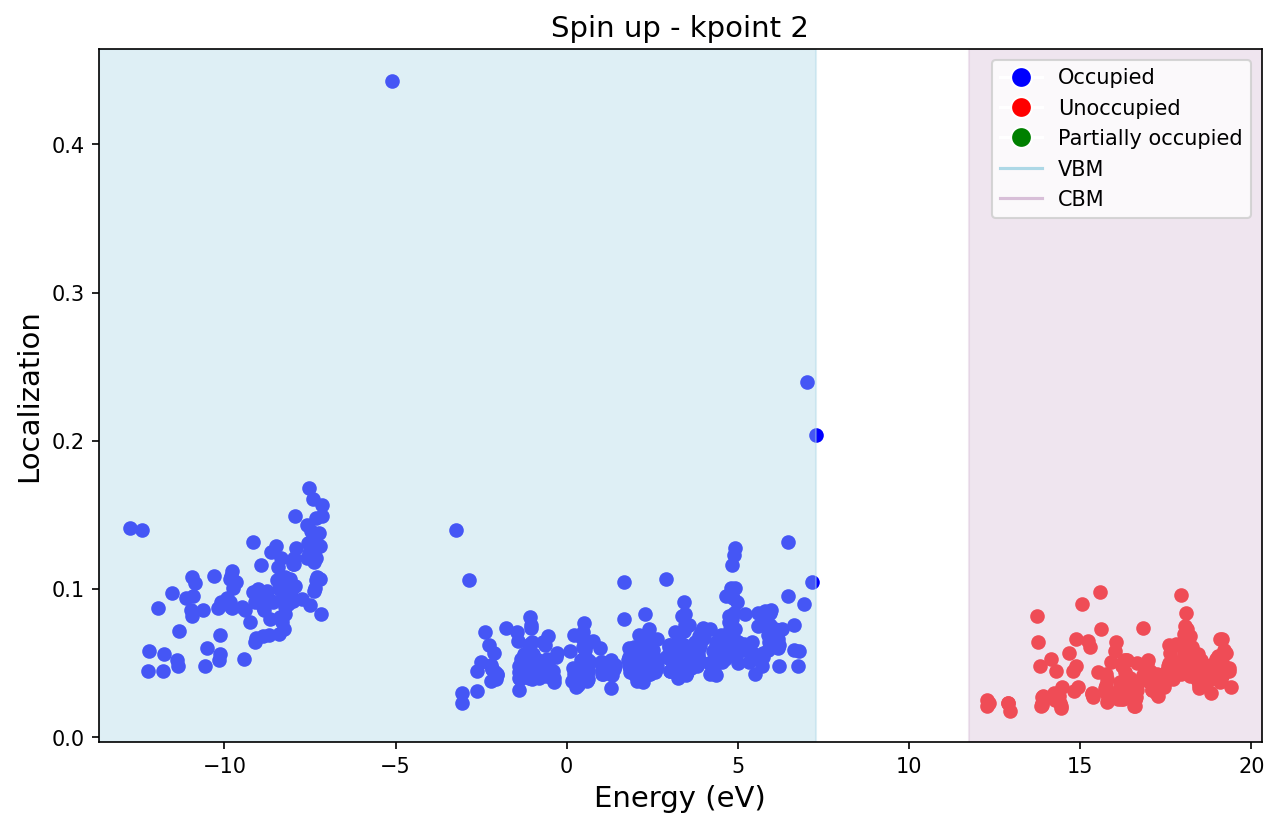 Spin up - kpoint 2
Localization
0.4
0.3
0.2
0.1
0.0
Occupied
Unoccupied
Partially occupied
VBM
CBM
−10
−5
0
5
10
15
20
Energy (eV)